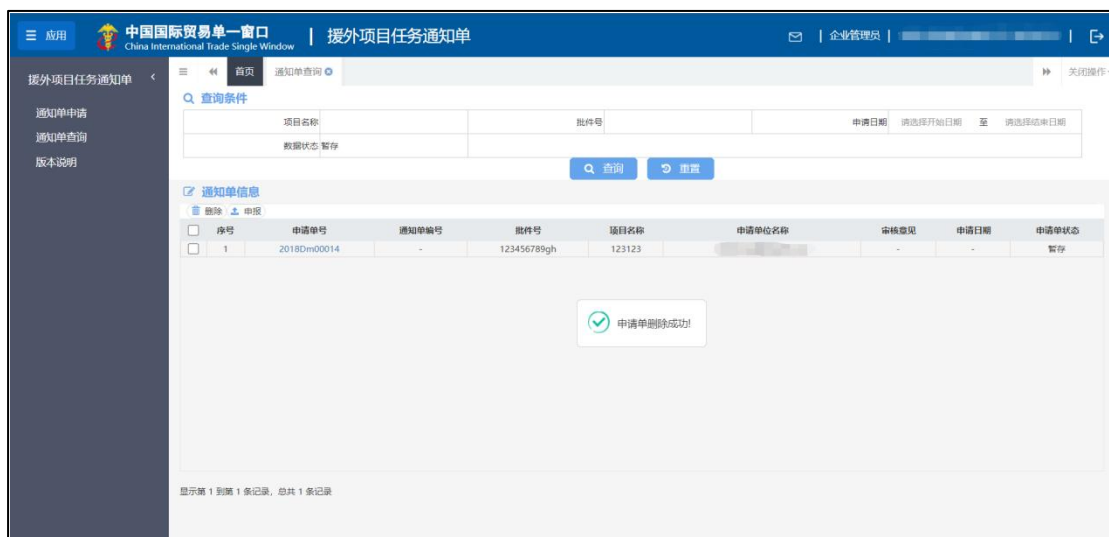 应用
中国国际贸易单一窗口
China International Trade Single Window
援外项目任务通知单
企业管理员
援外项目任务通知单
通知单申请
通知单查询
版本说明
首页 通知单查询 关闭操作
查询条件
项目名称 批件号 申请日期 请选择开始日期 至 请选择结束日期
数据状态 暂存
查询 重置
通知单信息
删除 申报
序号 申请单号 通知单编号 批件号 项目名称 申请单位名称 审核意见 申请日期 申请单状态
1 2018Dm00014 - 123456789gh 123123 - - 暂存
申请单删除成功!
显示第 1 到第 1 条记录, 总共 1 条记录